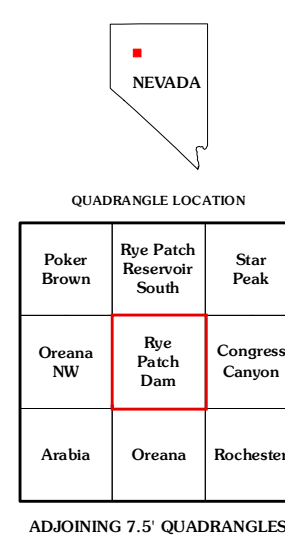 NEVADA
QUADRANGLE LOCATION
Poker
Brown
Rye Patch
Reservoir
South
Star
Peak
Oreana
NW
Rye
Patch
Dam
Congress
Canyon
Arabia
Oreana
Rochester
ADJOINING 7.5' QUADRANGLES